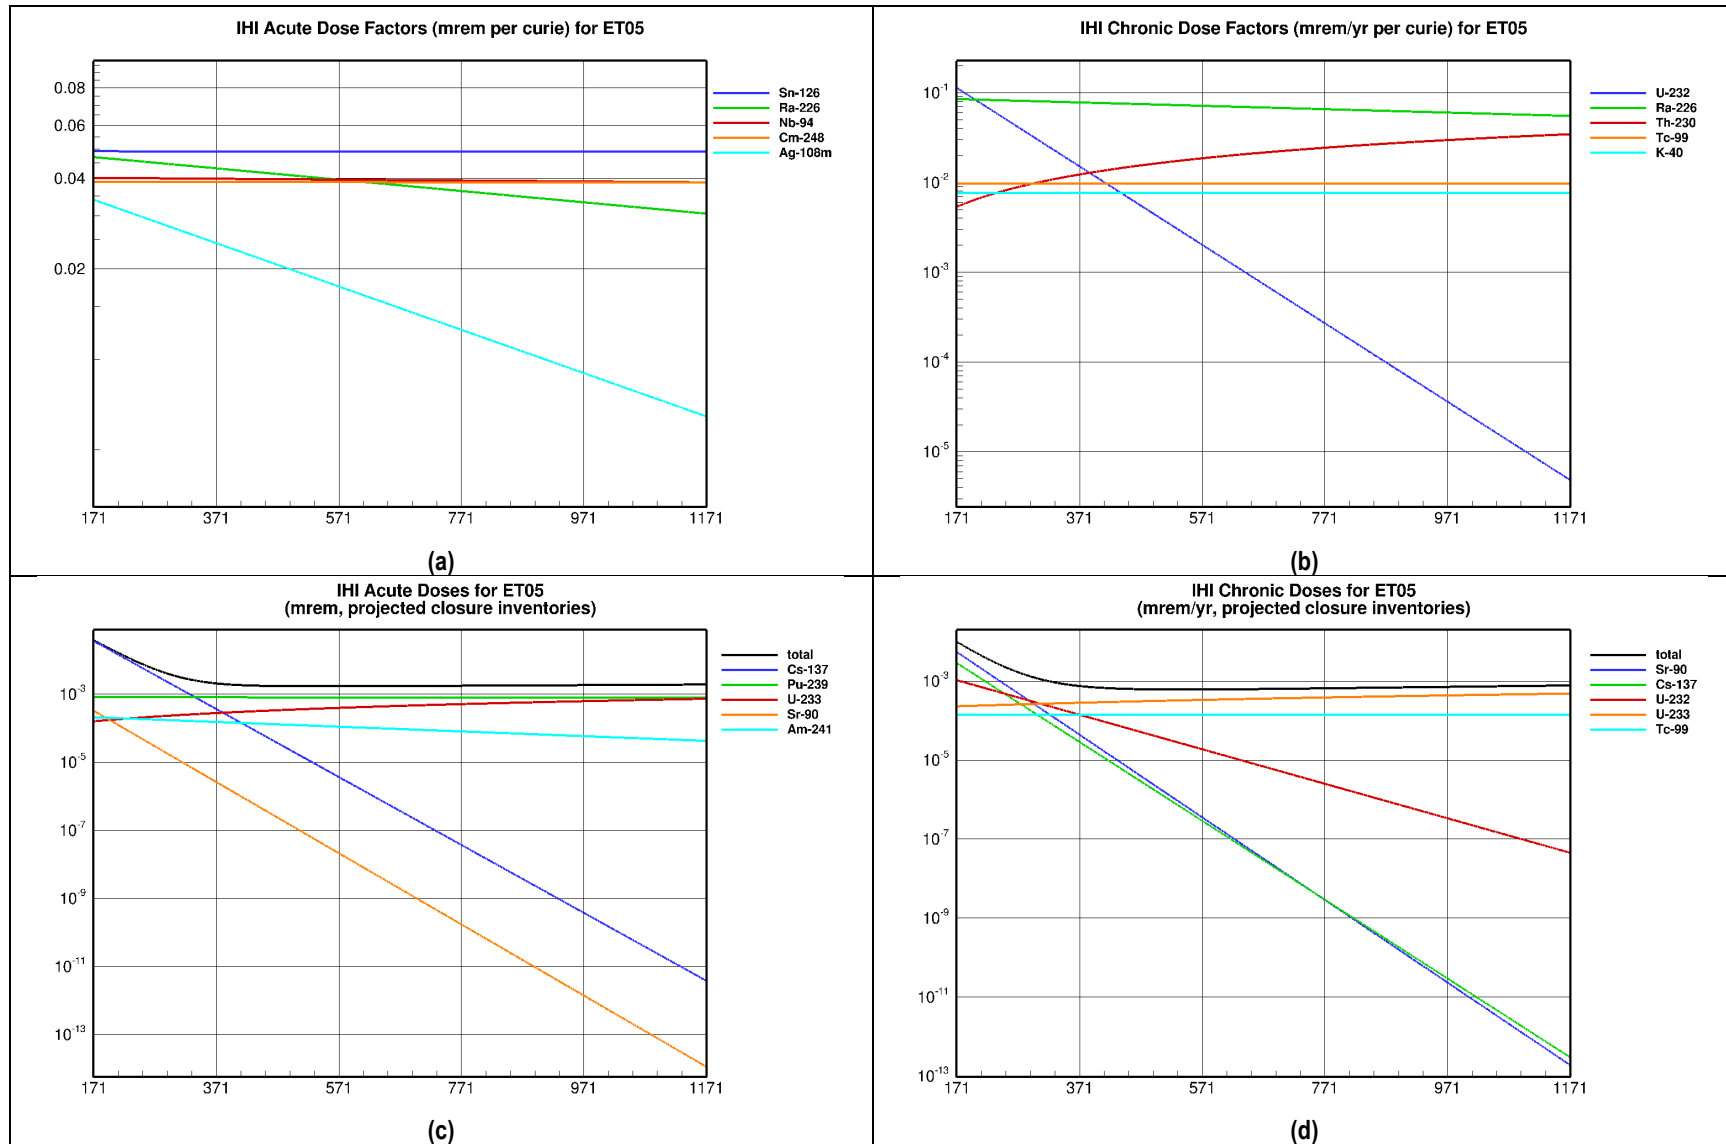 IHI Acute Dose Factors (mrem per curie) for ET05
0.08
0.06
0.04
0.02
171 371 571 771 971 1171
Sn-126
Ra-226
Nb-94
Cm-248
Ag-108m
(a)
IHI Chronic Dose Factors (mrem/yr per curie) for ET05
10⁻¹
10⁻²
10⁻³
10⁻⁴
10⁻⁵
171 371 571 771 971 1171
U-232
Ra-226
Th-230
Tc-99
K-40
(b)
IHI Acute Doses for ET05
(mrem, projected closure inventories)
10⁻³
10⁻⁵
10⁻⁷
10⁻⁹
10⁻¹¹
10⁻¹³
171 371 571 771 971 1171
total
Cs-137
Pu-239
U-233
Sr-90
Am-241
(c)
IHI Chronic Doses for ET05
(mrem/yr, projected closure inventories)
10⁻³
10⁻⁵
10⁻⁷
10⁻⁹
10⁻¹¹
10⁻¹³
171 371 571 771 971 1171
total
Sr-90
Cs-137
U-232
U-233
Tc-99
(d)